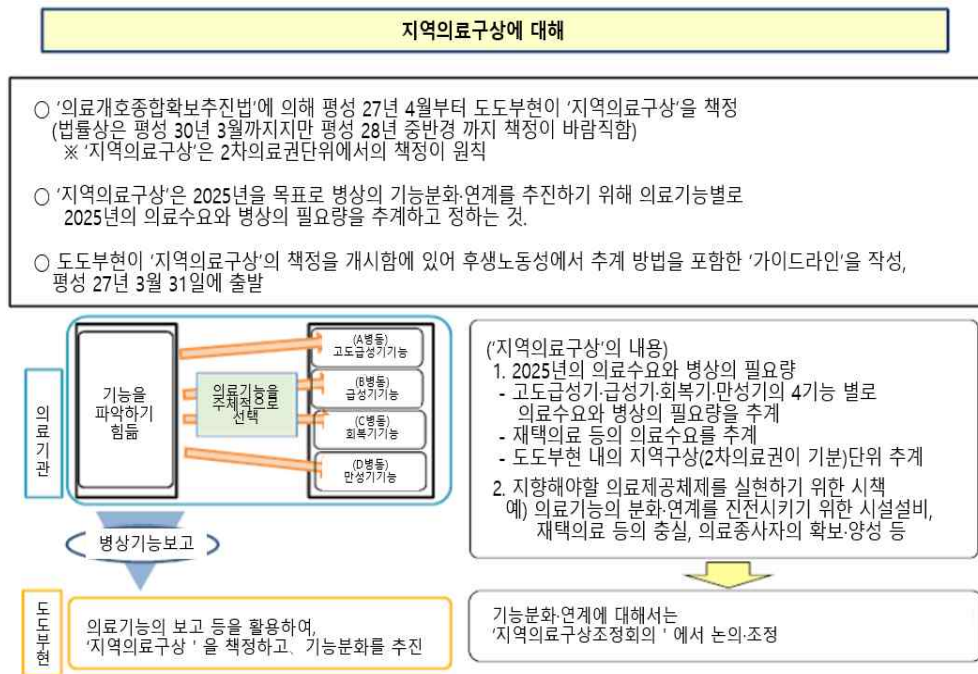 지역의료구상에 대해
○ '의료개호종합확보추진법'에 의해 평성 27년 4월부터 도도부현이 '지역의료구상'을 책정
(법률상은 평성 30년 3월까지지만 평성 28년 중반경 까지 책정이 바람직함)
※ '지역의료구상'은 2차의료권단위에서의 책정이 원칙
○ '지역의료구상'은 2025년을 목표로 병상의 기능분화·연계를 추진하기 위해 의료기능별로
2025년의 의료수요와 병상의 필요량을 추계하고 정하는 것.
○ 도도부현이 '지역의료구상'의 책정을 개시함에 있어 후생노동성에서 추계 방법을 포함한 '가이드라인'을 작성,
평성 27년 3월 31일에 출발
의료기관
기능을
파악하기
힘듦
의료기능을
주체적으로
선택
(A병동)
고도급성기기능
(B병동)
급성기기능
(C병동)
회복기기능
(D병동)
만성기기능
병상기능보고
도도부현
의료기능의 보고 등을 활용하여,
'지역의료구상 ' 을 책정하고、기능분화를 추진
('지역의료구상'의 내용)
1. 2025년의 의료수요와 병상의 필요량
- 고도급성기·급성기·회복기·만성기의 4기능 별로
의료수요와 병상의 필요량을 추계
- 재택의료 등의 의료수요를 추계
- 도도부현 내의 지역구상(2차의료권이 기분)단위 추계
2. 지향해야할 의료제공체제를 실현하기 위한 시책
예) 의료기능의 분화·연계를 진전시키기 위한 시설설비,
재택의료 등의 충실, 의료종사자의 확보·양성 등
기능분화·연계에 대해서는
'지역의료구상조정회의 ' 에서 논의·조정